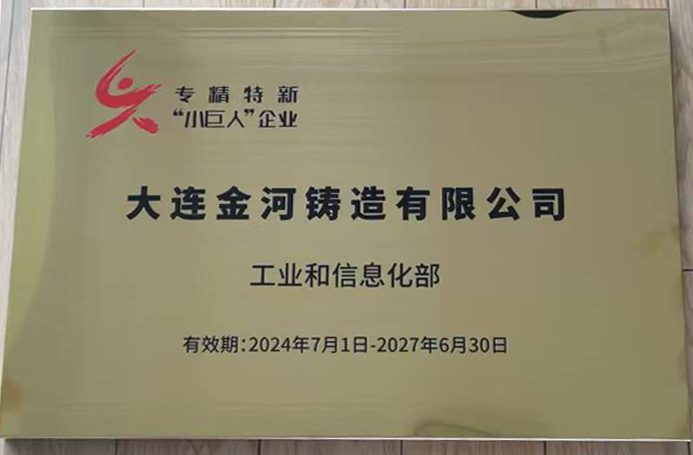 专精特新
“小巨人”企业
大连金河铸造有限公司
工业和信息化部
有效期:2024年7月1日-2027年6月30日